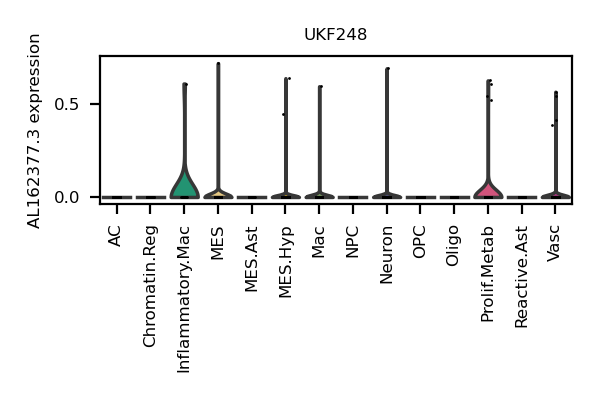 UKF248
AL162377.3 expression
0.5
0.0
AC
Chromatin.Reg
Inflammatory.Mac
MES
MES.Ast
MES.Hyp
Mac
NPC
Neuron
OPC
Oligo
Prolif.Metab
Reactive.Ast
Vasc